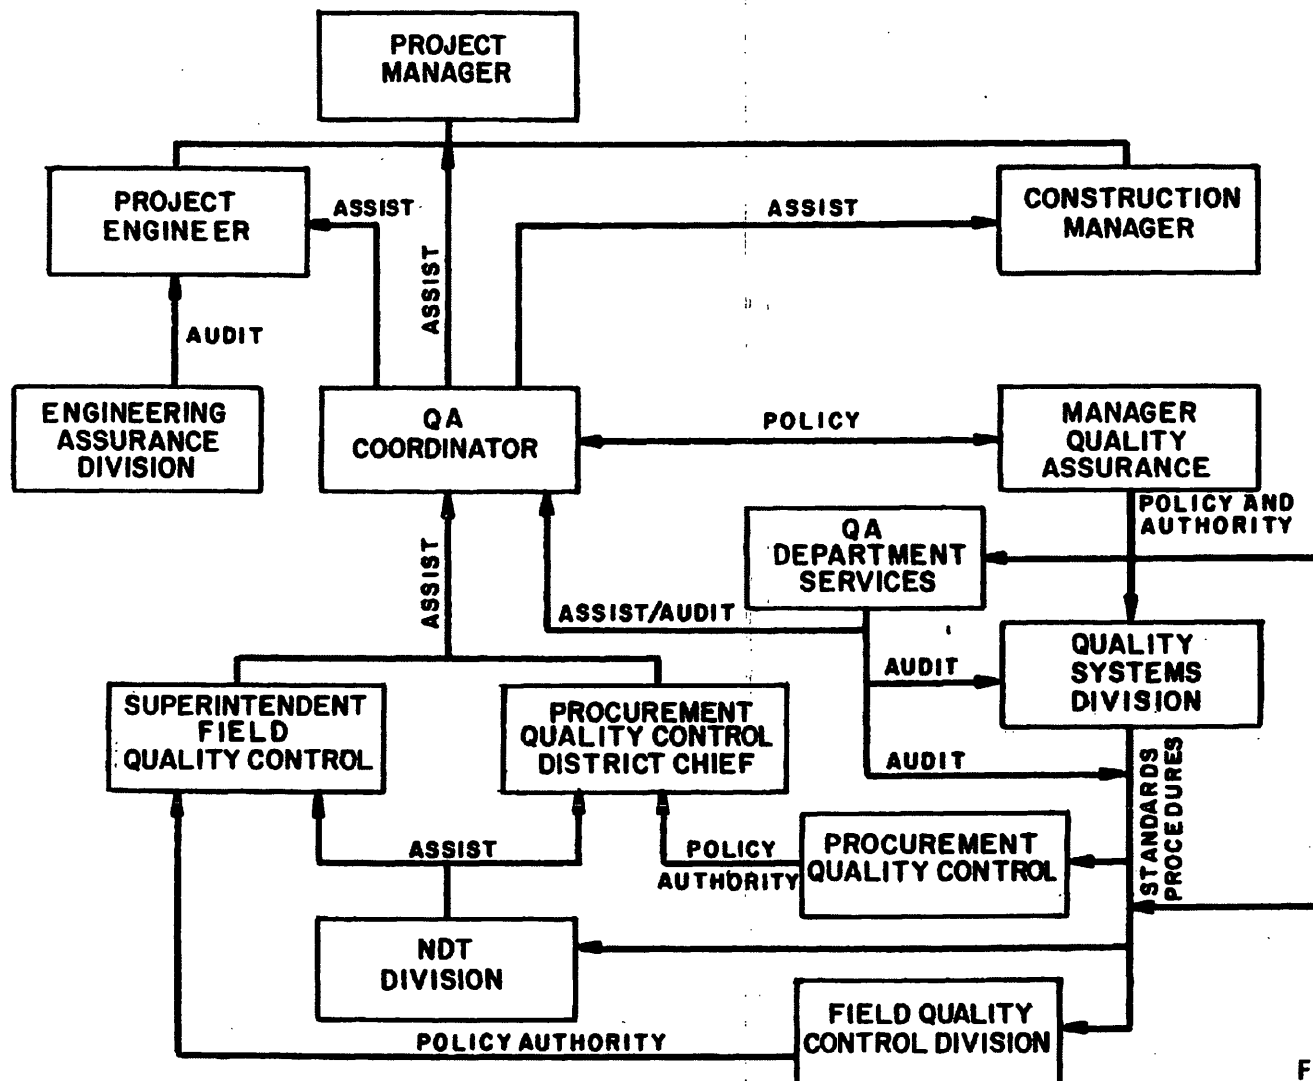 PROJECT
MANAGER
PROJECT
ENGINEER
ASSIST
ASSIST
CONSTRUCTION
MANAGER
ASSIST
AUDIT
ENGINEERING
ASSURANCE
DIVISION
QA
COORDINATOR
POLICY
MANAGER
QUALITY
ASSURANCE
POLICY AND
AUTHORITY
QA
DEPARTMENT
SERVICES
ASSIST
ASSIST/AUDIT
QUALITY
SYSTEMS
DIVISION
AUDIT
SUPERINTENDENT
FIELD
QUALITY CONTROL
PROCUREMENT
QUALITY CONTROL
DISTRICT CHIEF
AUDIT
STANDARDS
PROCEDURES
ASSIST
POLICY
AUTHORITY
PROCUREMENT
QUALITY CONTROL
NDT
DIVISION
FIELD QUALITY
CONTROL DIVISION
POLICY AUTHORITY
F